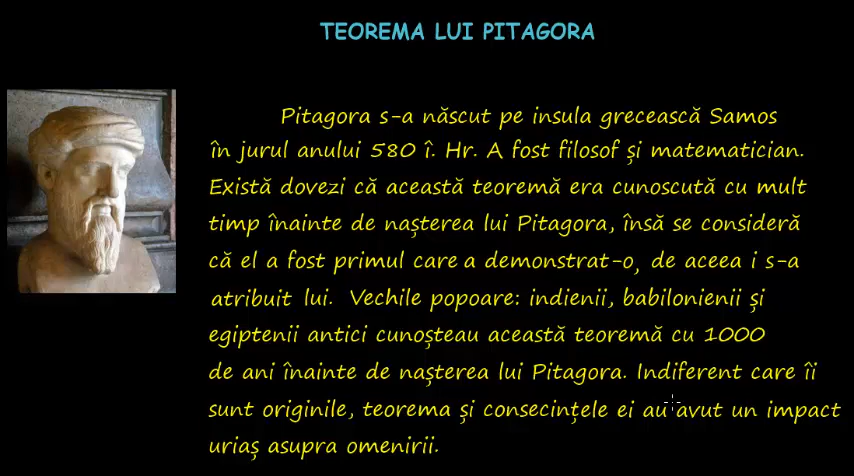 TEOREMA LUI PITAGORA
Pitagora s-a născut pe insula grecească Samos
în jurul anului 580 î. Hr. A fost filosof și matematician.
Există dovezi că această teoremă era cunoscută cu mult
timp înainte de nașterea lui Pitagora, însă se consideră
că el a fost primul care a demonstrat-o, de aceea i s-a
atribuit lui. Vechile popoare: indienii, babilonienii și
egiptenii antici cunoșteau această teoremă cu 1000
de ani înainte de nașterea lui Pitagora. Indiferent care îi
sunt originile, teorema și consecințele ei au avut un impact
uriaș asupra omenirii.